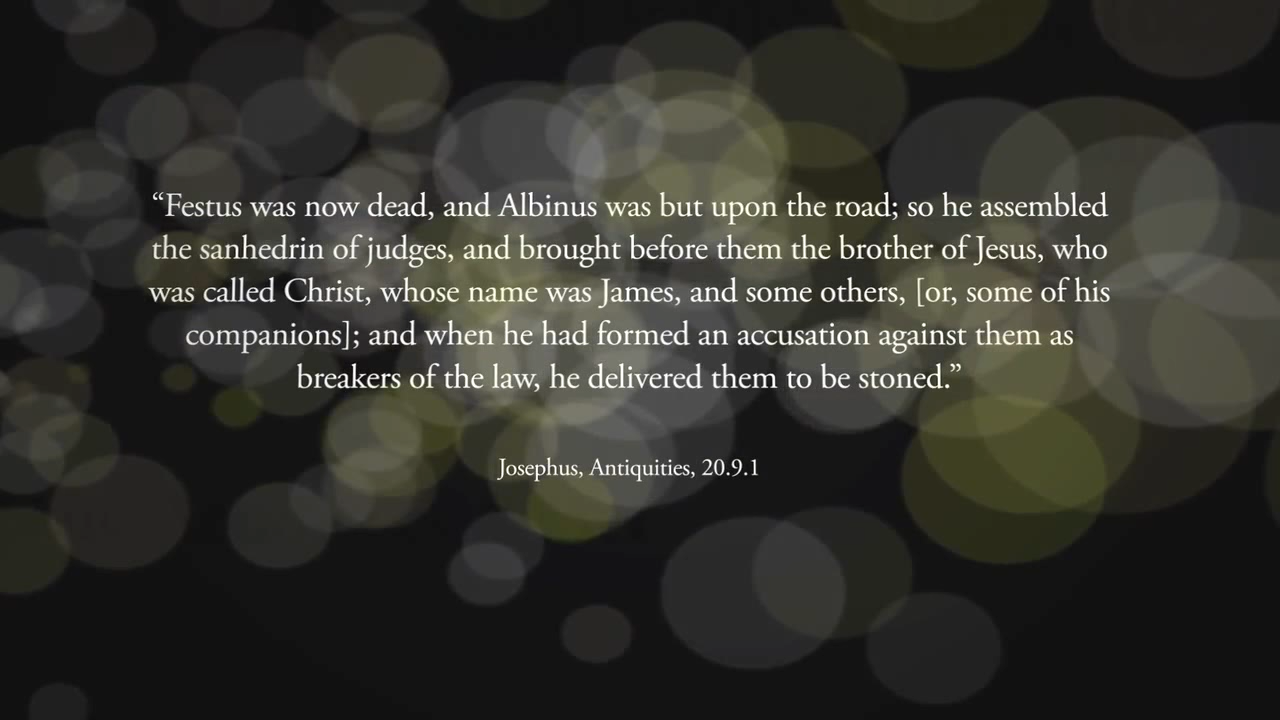 “Festus was now dead, and Albinus was but upon the road; so he assembled
the sanhedrin of judges, and brought before them the brother of Jesus, who
was called Christ, whose name was James, and some others, [or, some of his
companions]; and when he had formed an accusation against them as
breakers of the law, he delivered them to be stoned.”
Josephus, Antiquities, 20.9.1